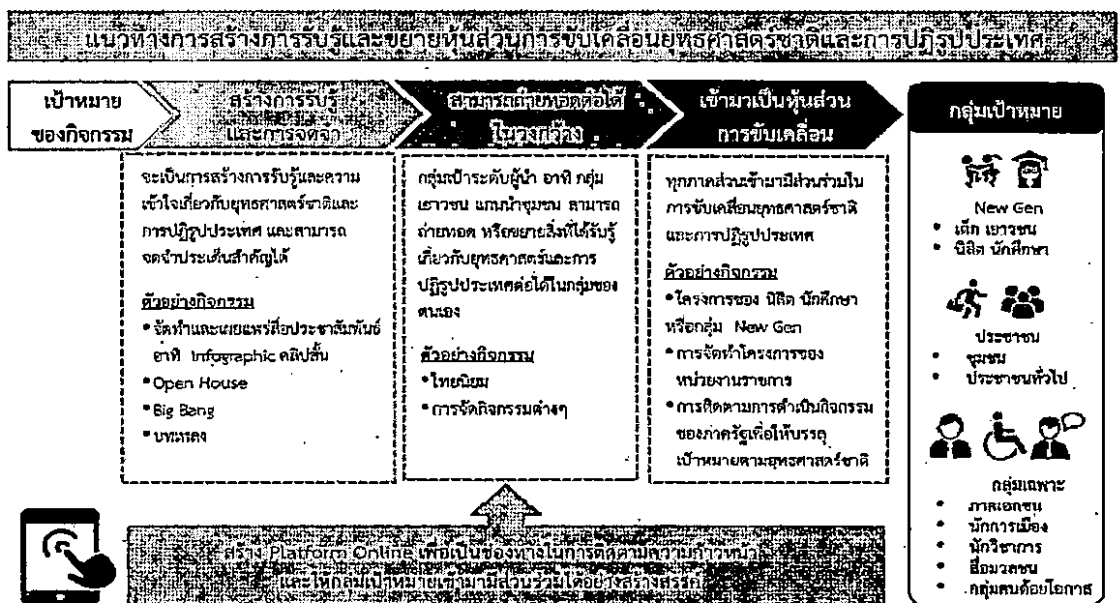 แนวทางการสร้างการรับรู้และขยายหุ้นส่วนการขับเคลื่อนยุทธศาสตร์ชาติและการปฏิรูปประเทศ
เป้าหมาย
ของกิจกรรม
สร้างการรับรู้
และการจดจำ
สามารถถ่ายทอดต่อได้
ในวงกว้าง
เข้ามาเป็นหุ้นส่วน
การขับเคลื่อน
จะเป็นการสร้างการรับรู้และความ
เข้าใจเกี่ยวกับยุทธศาสตร์ชาติและ
การปฏิรูปประเทศ และสามารถ
จดจำประเด็นสำคัญได้
ตัวอย่างกิจกรรม
•จัดทำและเผยแพร่สื่อประชาสัมพันธ์
อาทิ Infographic คลิปสั้น
•Open House
•Big Bang
•บทเพลง
กลุ่มเป้าระดับผู้นำ อาทิ กลุ่ม
เยาวชน แกนนำชุมชน สามารถ
ถ่ายทอด หรือขยายสิ่งที่ได้รับรู้
เกี่ยวกับยุทธศาสตร์และการ
ปฏิรูปประเทศต่อได้ในกลุ่มของ
ตนเอง
ตัวอย่างกิจกรรม
•ไทยนิยม
•การจัดกิจกรรมต่างๆ
ทุกภาคส่วนเข้ามามีส่วนร่วมใน
การขับเคลื่อนยุทธศาสตร์ชาติ
และการปฏิรูปประเทศ
ตัวอย่างกิจกรรม
•โครงการของ นิสิต นักศึกษา
หรือกลุ่ม New Gen
•การจัดทำโครงการของ
หน่วยงานราชการ
•การติดตามการดำเนินกิจกรรม
ของภาครัฐเพื่อให้บรรลุ
เป้าหมายตามยุทธศาสตร์ชาติ
สร้าง Platform Online เพื่อเป็นช่องทางในการติดตามความก้าวหน้า
และให้กลุ่มเป้าหมายเข้ามามีส่วนร่วมได้อย่างสร้างสรรค์
กลุ่มเป้าหมาย
New Gen
• เด็ก เยาวชน
• นิสิต นักศึกษา
ประชาชน
• ชุมชน
• ประชาชนทั่วไป
กลุ่มเฉพาะ
• ภาคเอกชน
• นักการเมือง
• นักวิชาการ
• สื่อมวลชน
• กลุ่มคนด้อยโอกาส